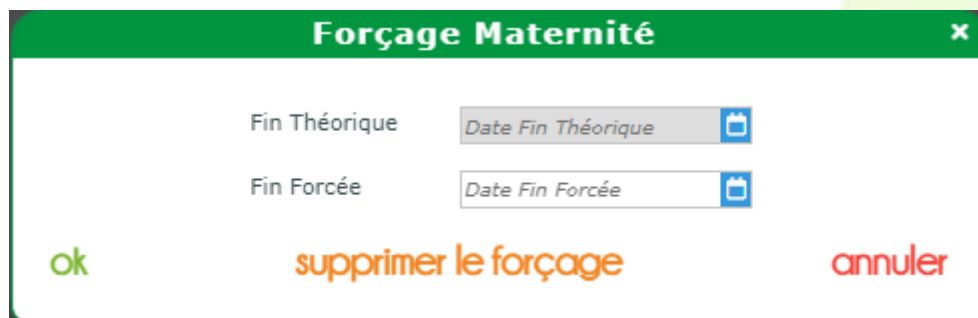 Forçage Maternité ×
Fin Théorique Date Fin Théorique
Fin Forcée Date Fin Forcée
ok supprimer le forçage annuler